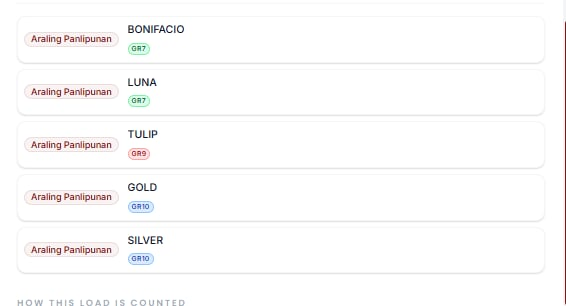 Araling Panlipunan
BONIFACIO
GR7
Araling Panlipunan
LUNA
GR7
Araling Panlipunan
TULIP
GR9
Araling Panlipunan
GOLD
GR10
Araling Panlipunan
SILVER
GR10
HOW THIS LOAD IS COUNTED